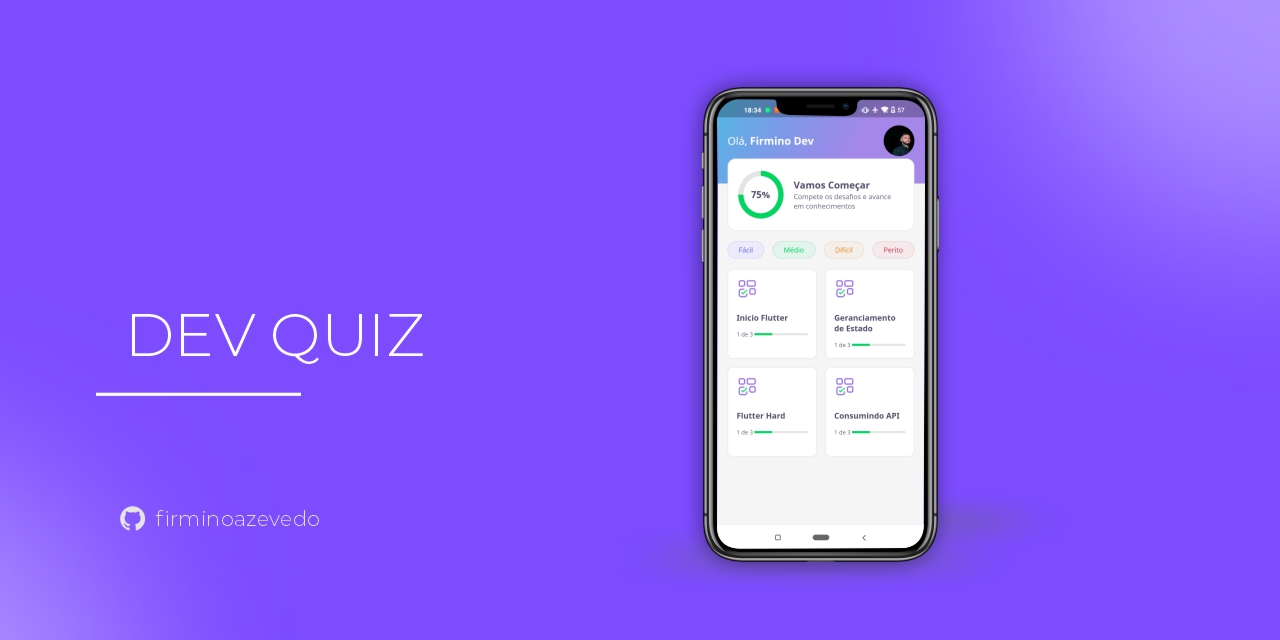 DEV QUIZ
firminoazevedo
18:34
57
Olá, Firmino Dev
75%
Vamos Começar
Compete os desafios e avance
em conhecimentos
Fácil
Médio
Difícil
Perito
Inicio Flutter
1 de 3
Geranciamento
de Estado
1 de 3
Flutter Hard
1 de 3
Consumindo API
1 de 3